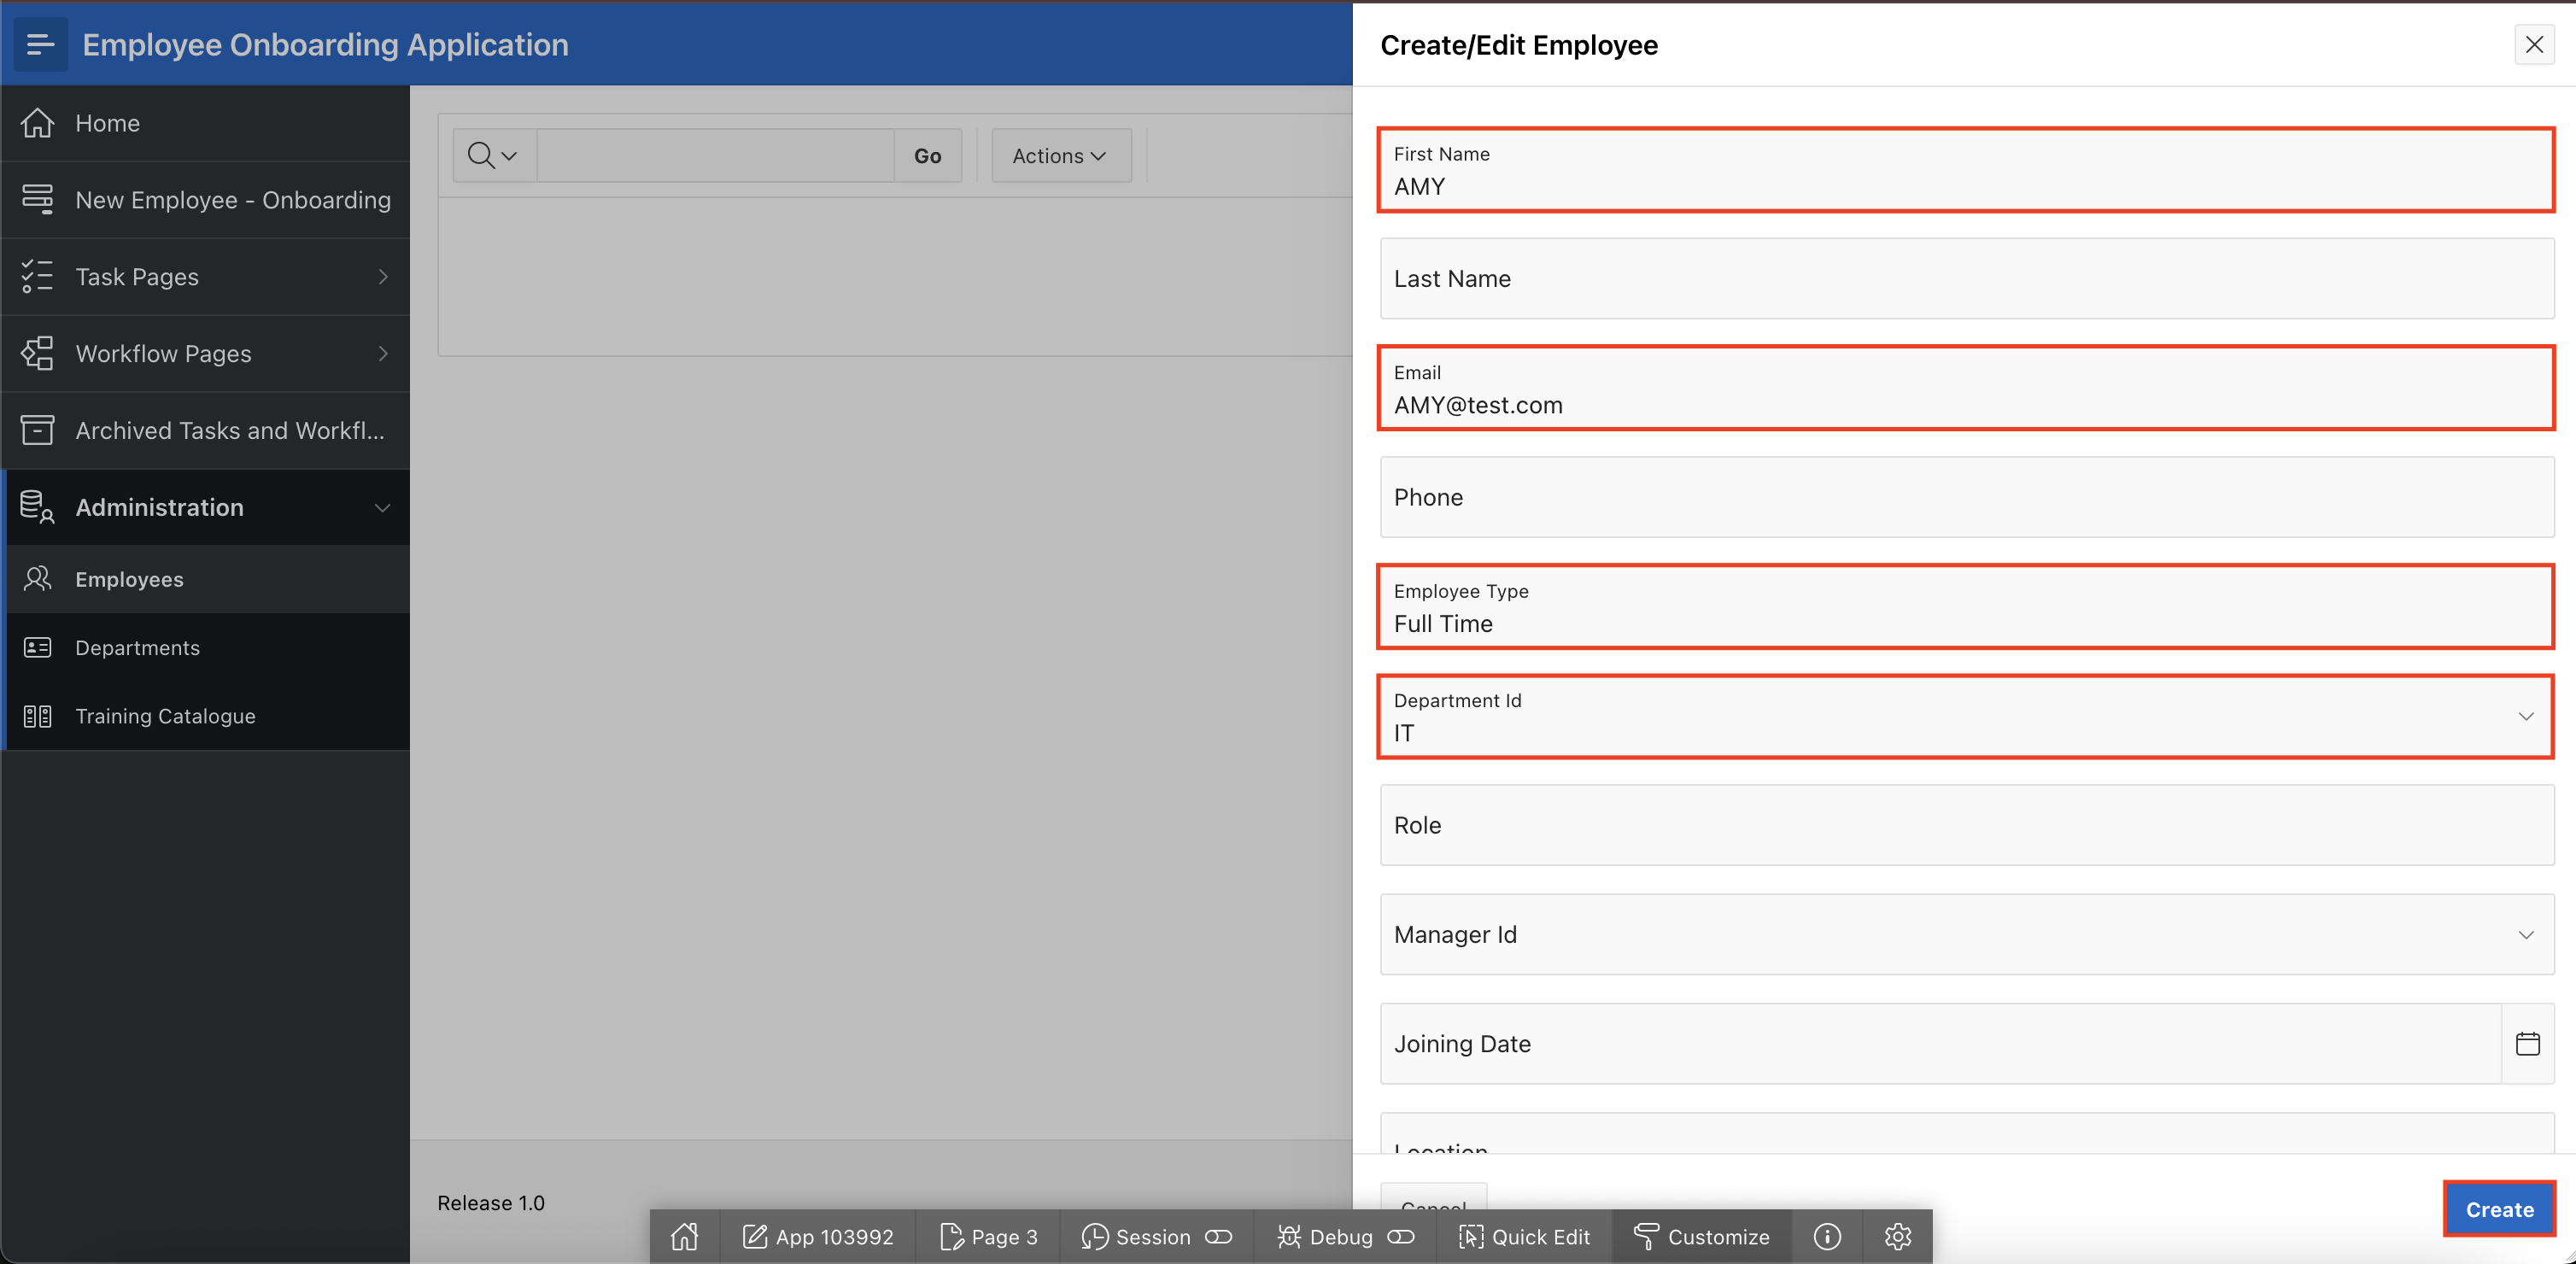 Employee Onboarding Application
Create/Edit Employee
Home
New Employee - Onboarding
Task Pages
Workflow Pages
Archived Tasks and Workfl...
Administration
Employees
Departments
Training Catalogue
Go
Actions
First Name
AMY
Last Name
Email
AMY@test.com
Phone
Employee Type
Full Time
Department Id
IT
Role
Manager Id
Joining Date
Location
Cancel
Create
Release 1.0
App 103992
Page 3
Session
Debug
Quick Edit
Customize